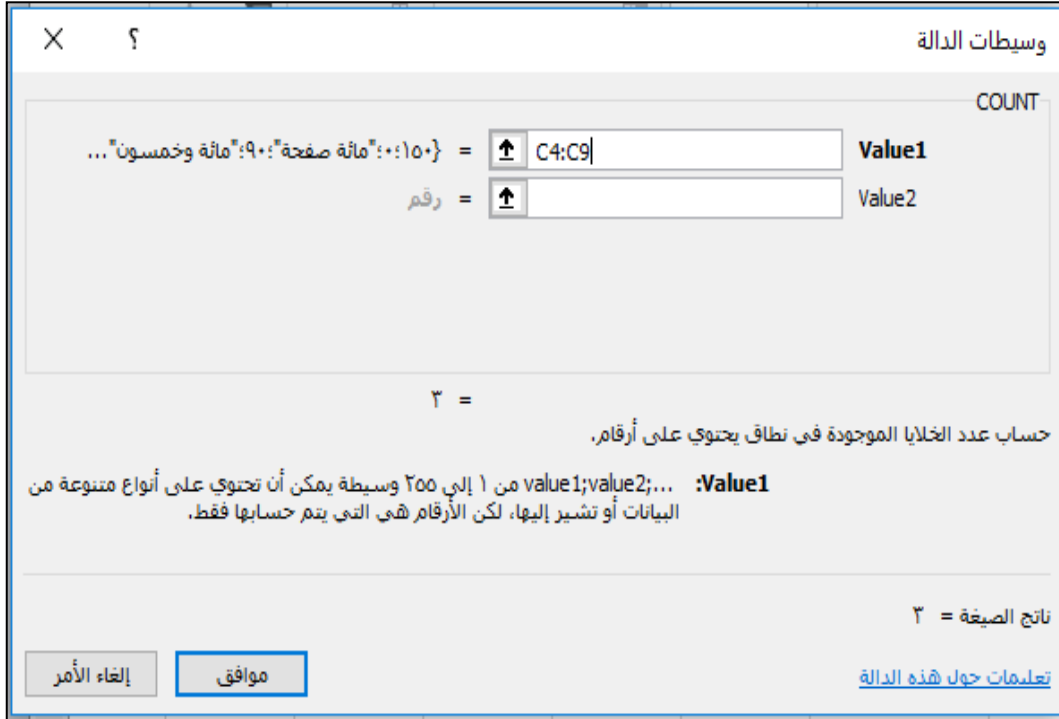 وسيطات الدالة ؟ X
COUNT
Value1 C4:C9 = {١٥٠؛٠؛"مائة صفحة"؛٩٠؛"مائة وخمسون"...
Value2 = رقم
= ٣
حساب عدد الخلايا الموجودة في نطاق يحتوي على أرقام.
Value1: value1;value2;... من ١ إلى ٢٥٥ وسيطة يمكن أن تحتوي على أنواع متنوعة من
البيانات أو تشير إليها، لكن الأرقام هي التي يتم حسابها فقط.
ناتج الصيغة = ٣
تعليمات حول هذه الدالة
موافق إلغاء الأمر